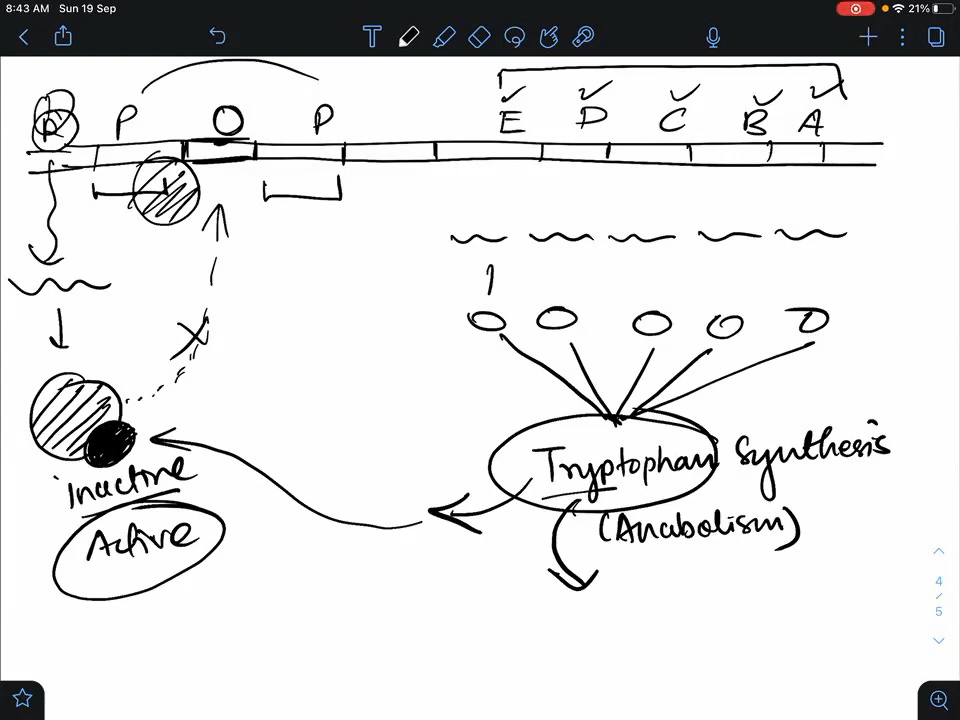 8:43 AM Sun 19 Sep
21%
T
R P O P E D C B A
Tryptophan Synthesis
(Anabolism)
inactive
Active
4
/
5